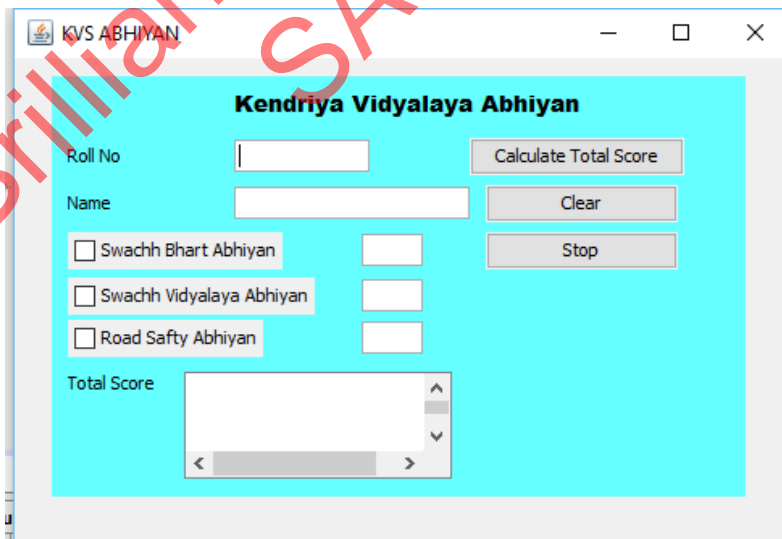 KVS ABHIYAN
Kendriya Vidyalaya Abhiyan
Roll No
Calculate Total Score
Name
Clear
Swachh Bhart Abhiyan
Stop
Swachh Vidyalaya Abhiyan
Road Safty Abhiyan
Total Score